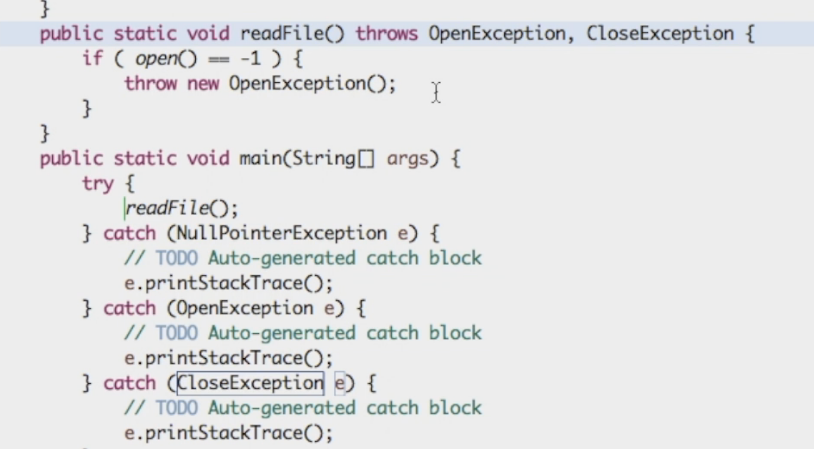 }
public static void readFile() throws OpenException, CloseException {
if ( open() == -1 ) {
throw new OpenException();
}
}
public static void main(String[] args) {
try {
readFile();
} catch (NullPointerException e) {
// TODO Auto-generated catch block
e.printStackTrace();
} catch (OpenException e) {
// TODO Auto-generated catch block
e.printStackTrace();
} catch (CloseException e) {
// TODO Auto-generated catch block
e.printStackTrace();